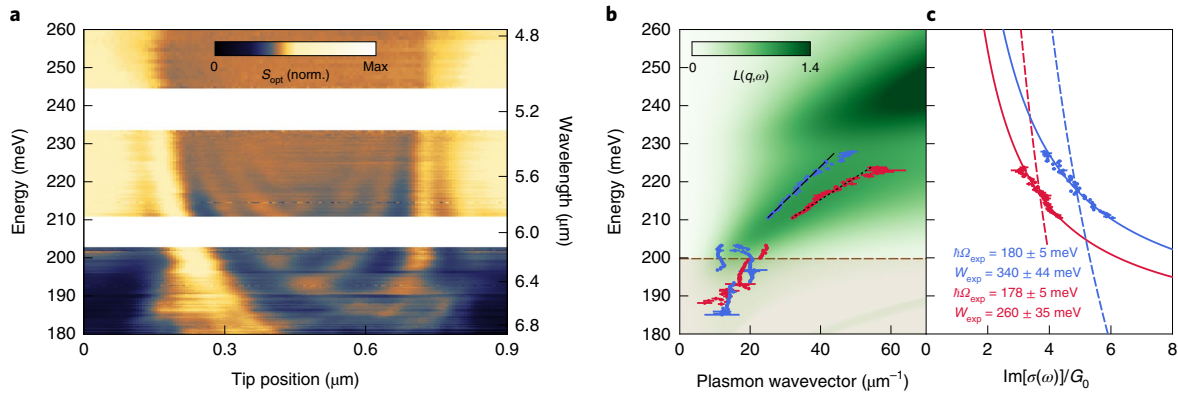 a
260
250
240
230
220
210
200
190
180
Energy (meV)
0
Max
S_opt (norm.)
4.8
5.2
5.6
6.0
6.4
6.8
Wavelength (μm)
0
0.3
0.6
0.9
Tip position (μm)
b
260
250
240
230
220
210
200
190
180
Energy (meV)
0
1.4
L(q,ω)
0
20
40
60
Plasmon wavevector (μm⁻¹)
c
ħΩ_exp = 180 ± 5 meV
W_exp = 340 ± 44 meV
ħΩ_exp = 178 ± 5 meV
W_exp = 260 ± 35 meV
2
4
6
8
Im[σ(ω)]/G₀